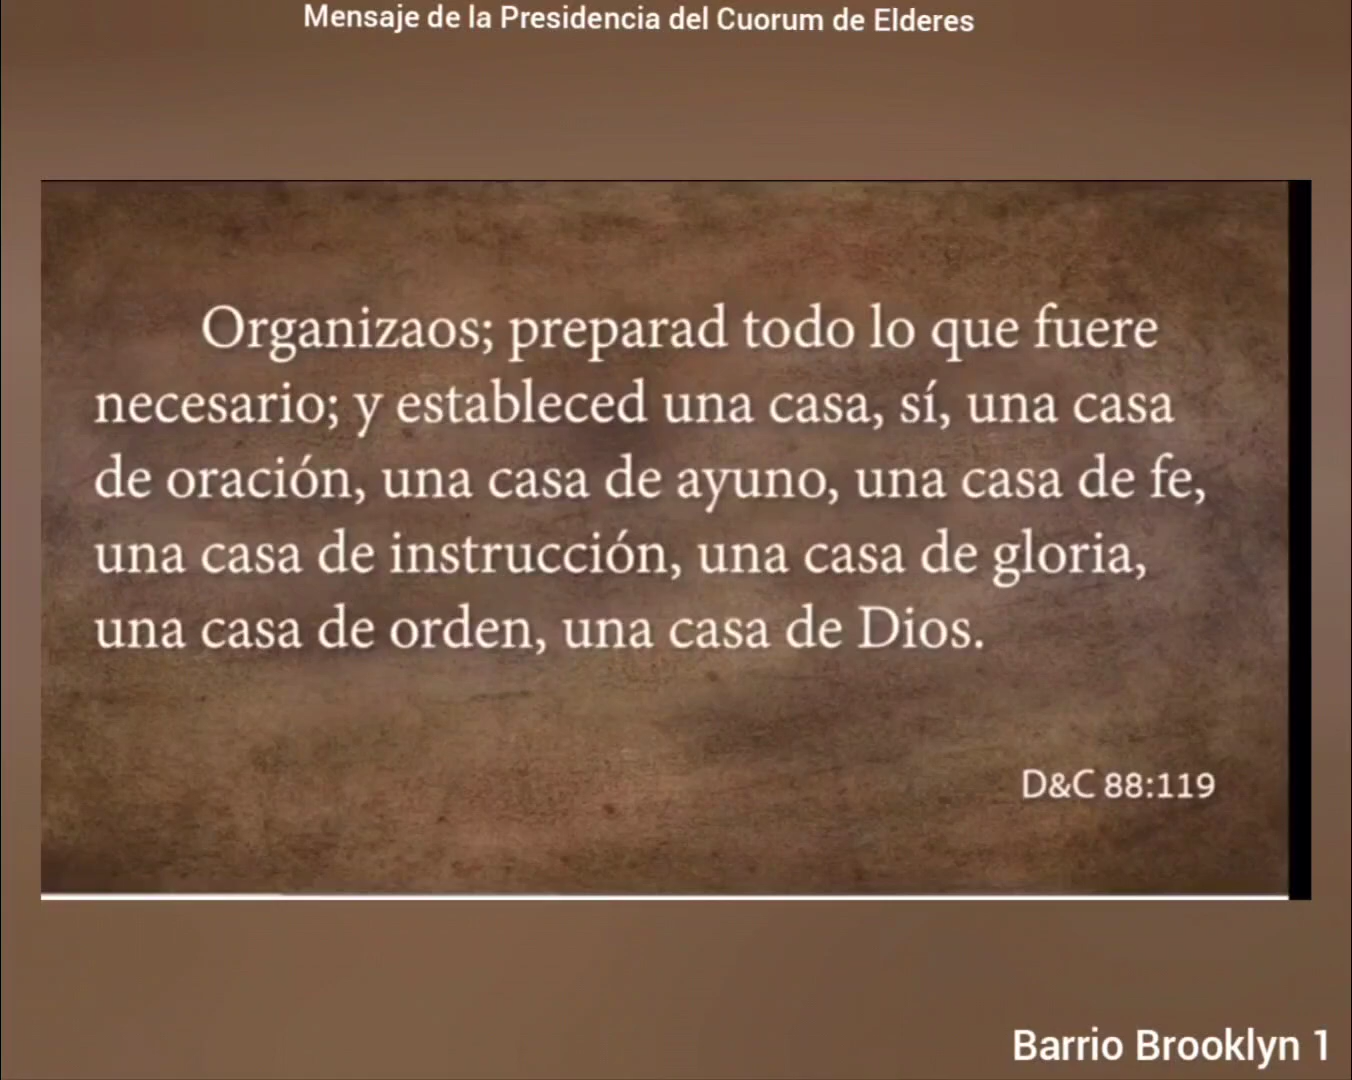 Mensaje de la Presidencia del Cuorum de Elderes
Organizaos; preparad todo lo que fuere
necesario; y estableced una casa, sí, una casa
de oración, una casa de ayuno, una casa de fe,
una casa de instrucción, una casa de gloria,
una casa de orden, una casa de Dios.
D&C 88:119
Barrio Brooklyn 1